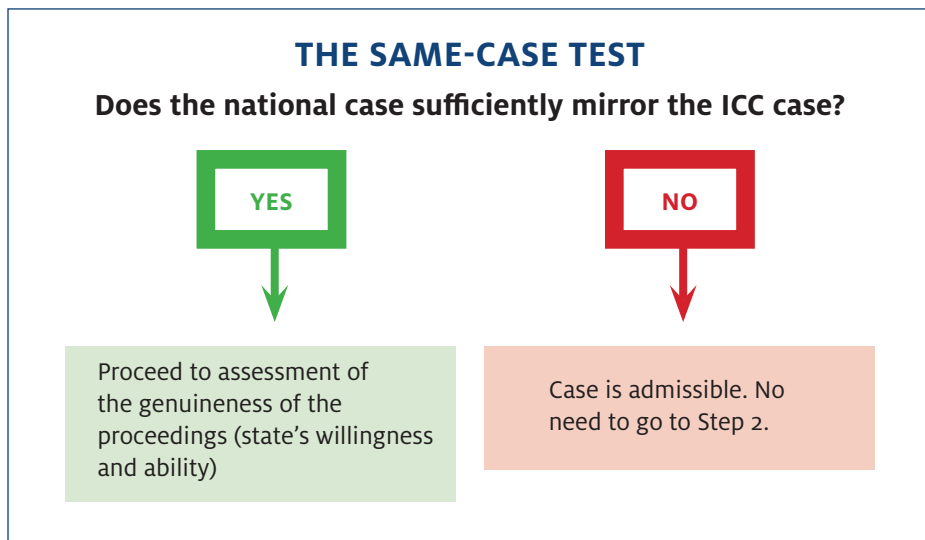 THE SAME-CASE TEST
Does the national case sufficiently mirror the ICC case?
YES
NO
Proceed to assessment of
the genuineness of the
proceedings (state’s willingness
and ability)
Case is admissible. No
need to go to Step 2.